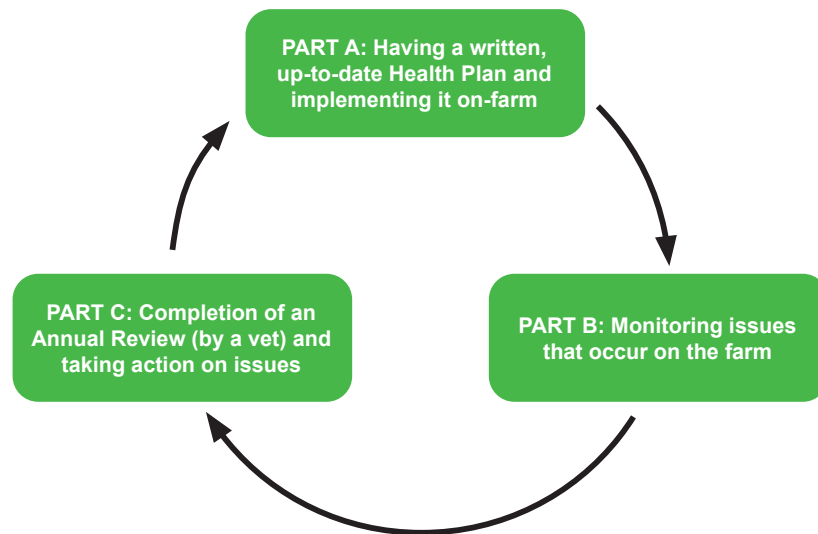 PART A: Having a written,
up-to-date Health Plan and
implementing it on-farm
PART B: Monitoring issues
that occur on the farm
PART C: Completion of an
Annual Review (by a vet) and
taking action on issues